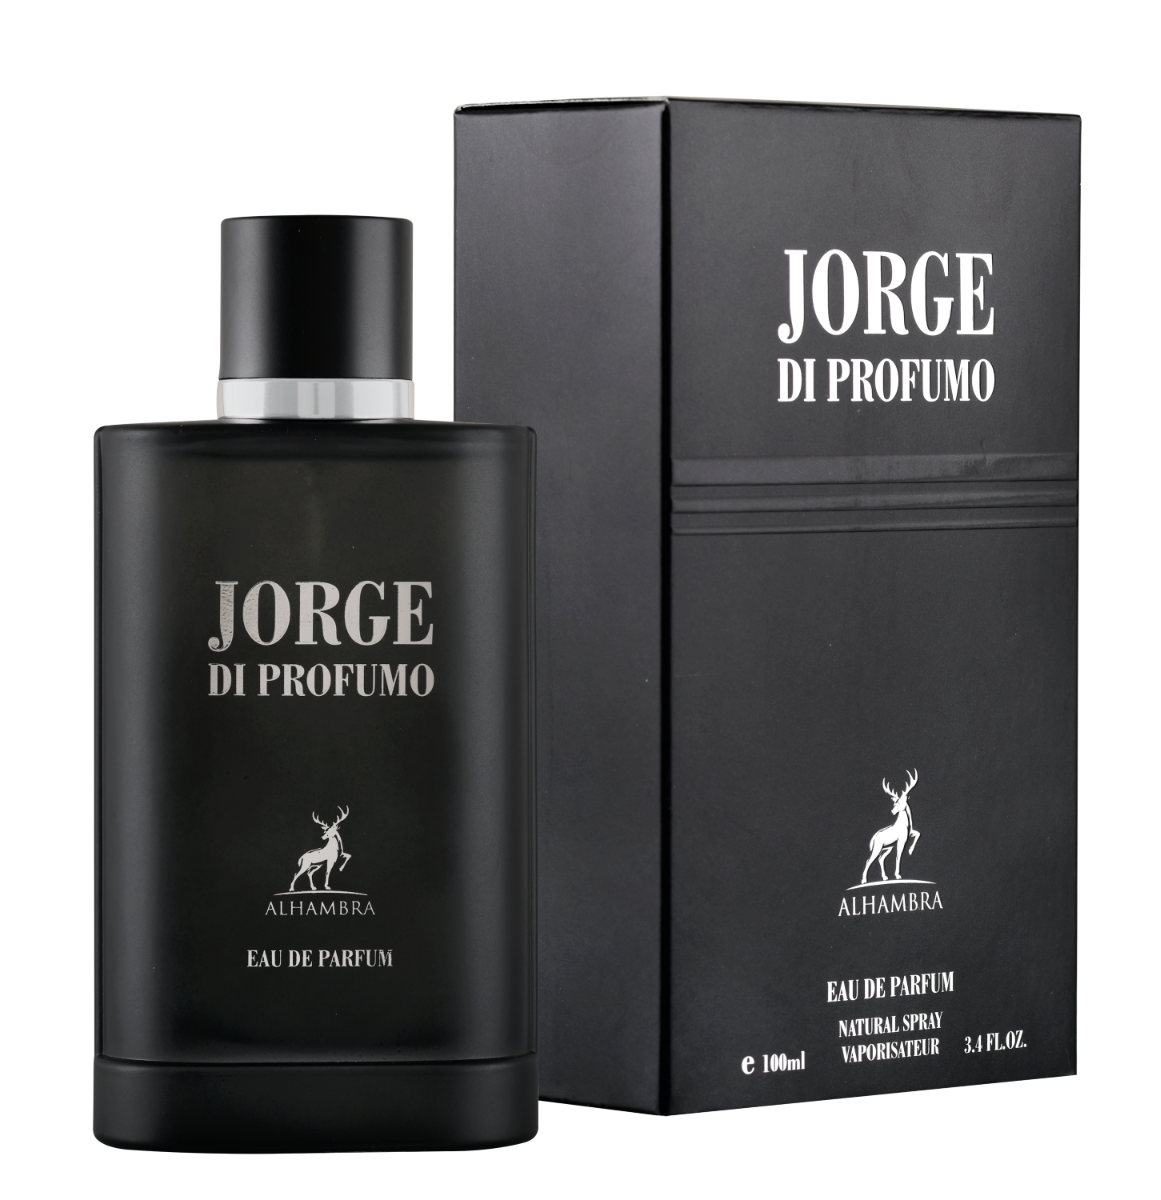 JORGE
DI PROFUMO
ALHAMBRA
EAU DE PARFUM
JORGE
DI PROFUMO
ALHAMBRA
EAU DE PARFUM
NATURAL SPRAY
VAPORISATEUR
e 100ml
3.4 FL.OZ.